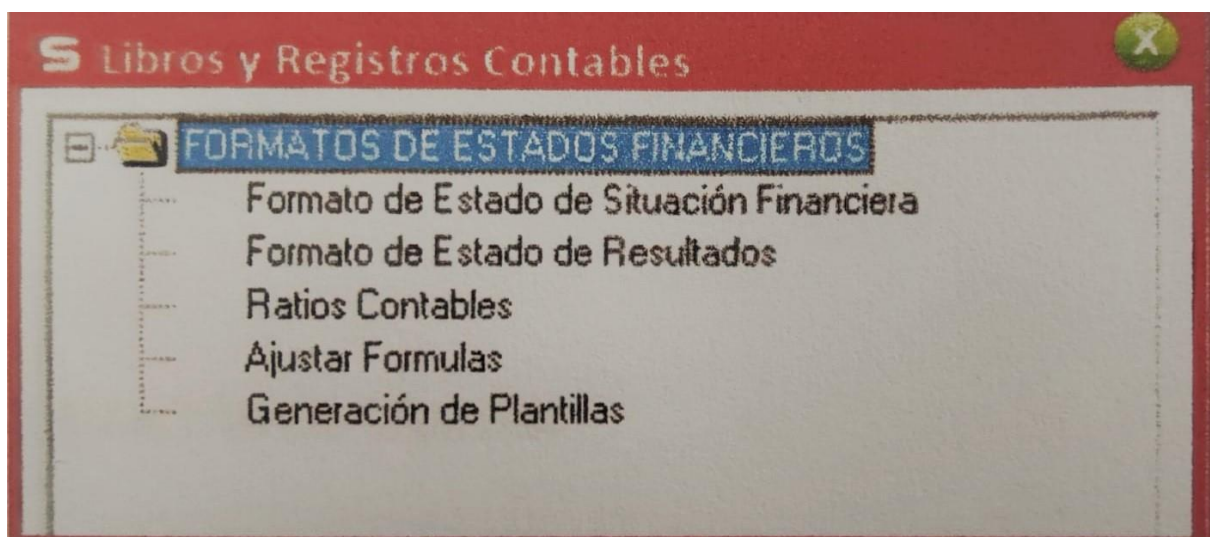 S Libros y Registros Contables
X
FORMATOS DE ESTADOS FINANCIEROS
Formato de Estado de Situación Financiera
Formato de Estado de Resultados
Ratios Contables
Ajustar Formulas
Generación de Plantillas